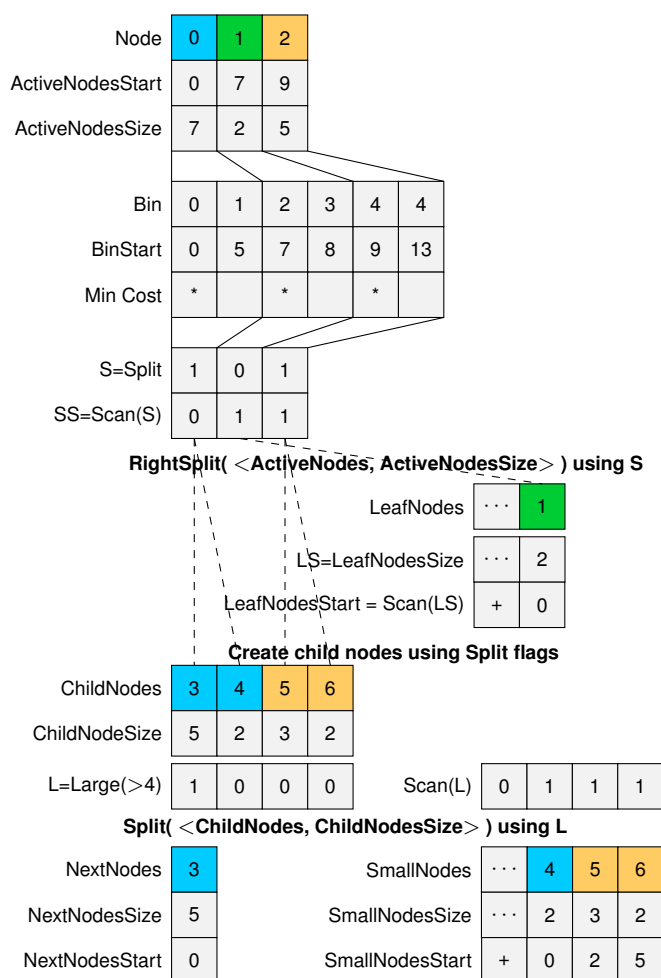 Node 0 1 2
ActiveNodesStart 0 7 9
ActiveNodesSize 7 2 5
Bin 0 1 2 3 4 4
BinStart 0 5 7 8 9 13
Min Cost * * *
S=Split 1 0 1
SS=Scan(S) 0 1 1
RightSplit( <ActiveNodes, ActiveNodesSize> ) using S
LeafNodes ··· 1
LS=LeafNodesSize ··· 2
LeafNodesStart = Scan(LS) + 0
Create child nodes using Split flags
ChildNodes 3 4 5 6
ChildNodeSize 5 2 3 2
L=Large(>4) 1 0 0 0 Scan(L) 0 1 1 1
Split( <ChildNodes, ChildNodesSize> ) using L
NextNodes 3 SmallNodes ··· 4 5 6
NextNodesSize 5 SmallNodesSize ··· 2 3 2
NextNodesStart 0 SmallNodesStart + 0 2 5